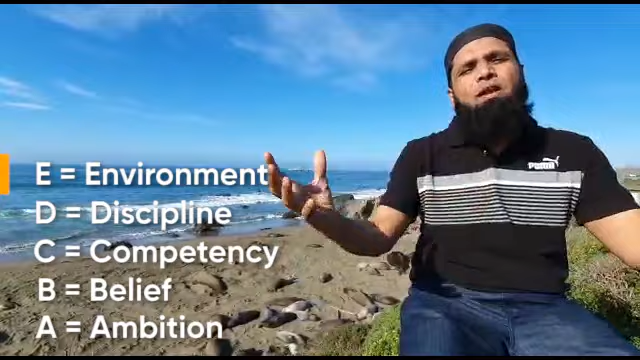 E = Environment
D = Discipline
C = Competency
B = Belief
A = Ambition
PUMA